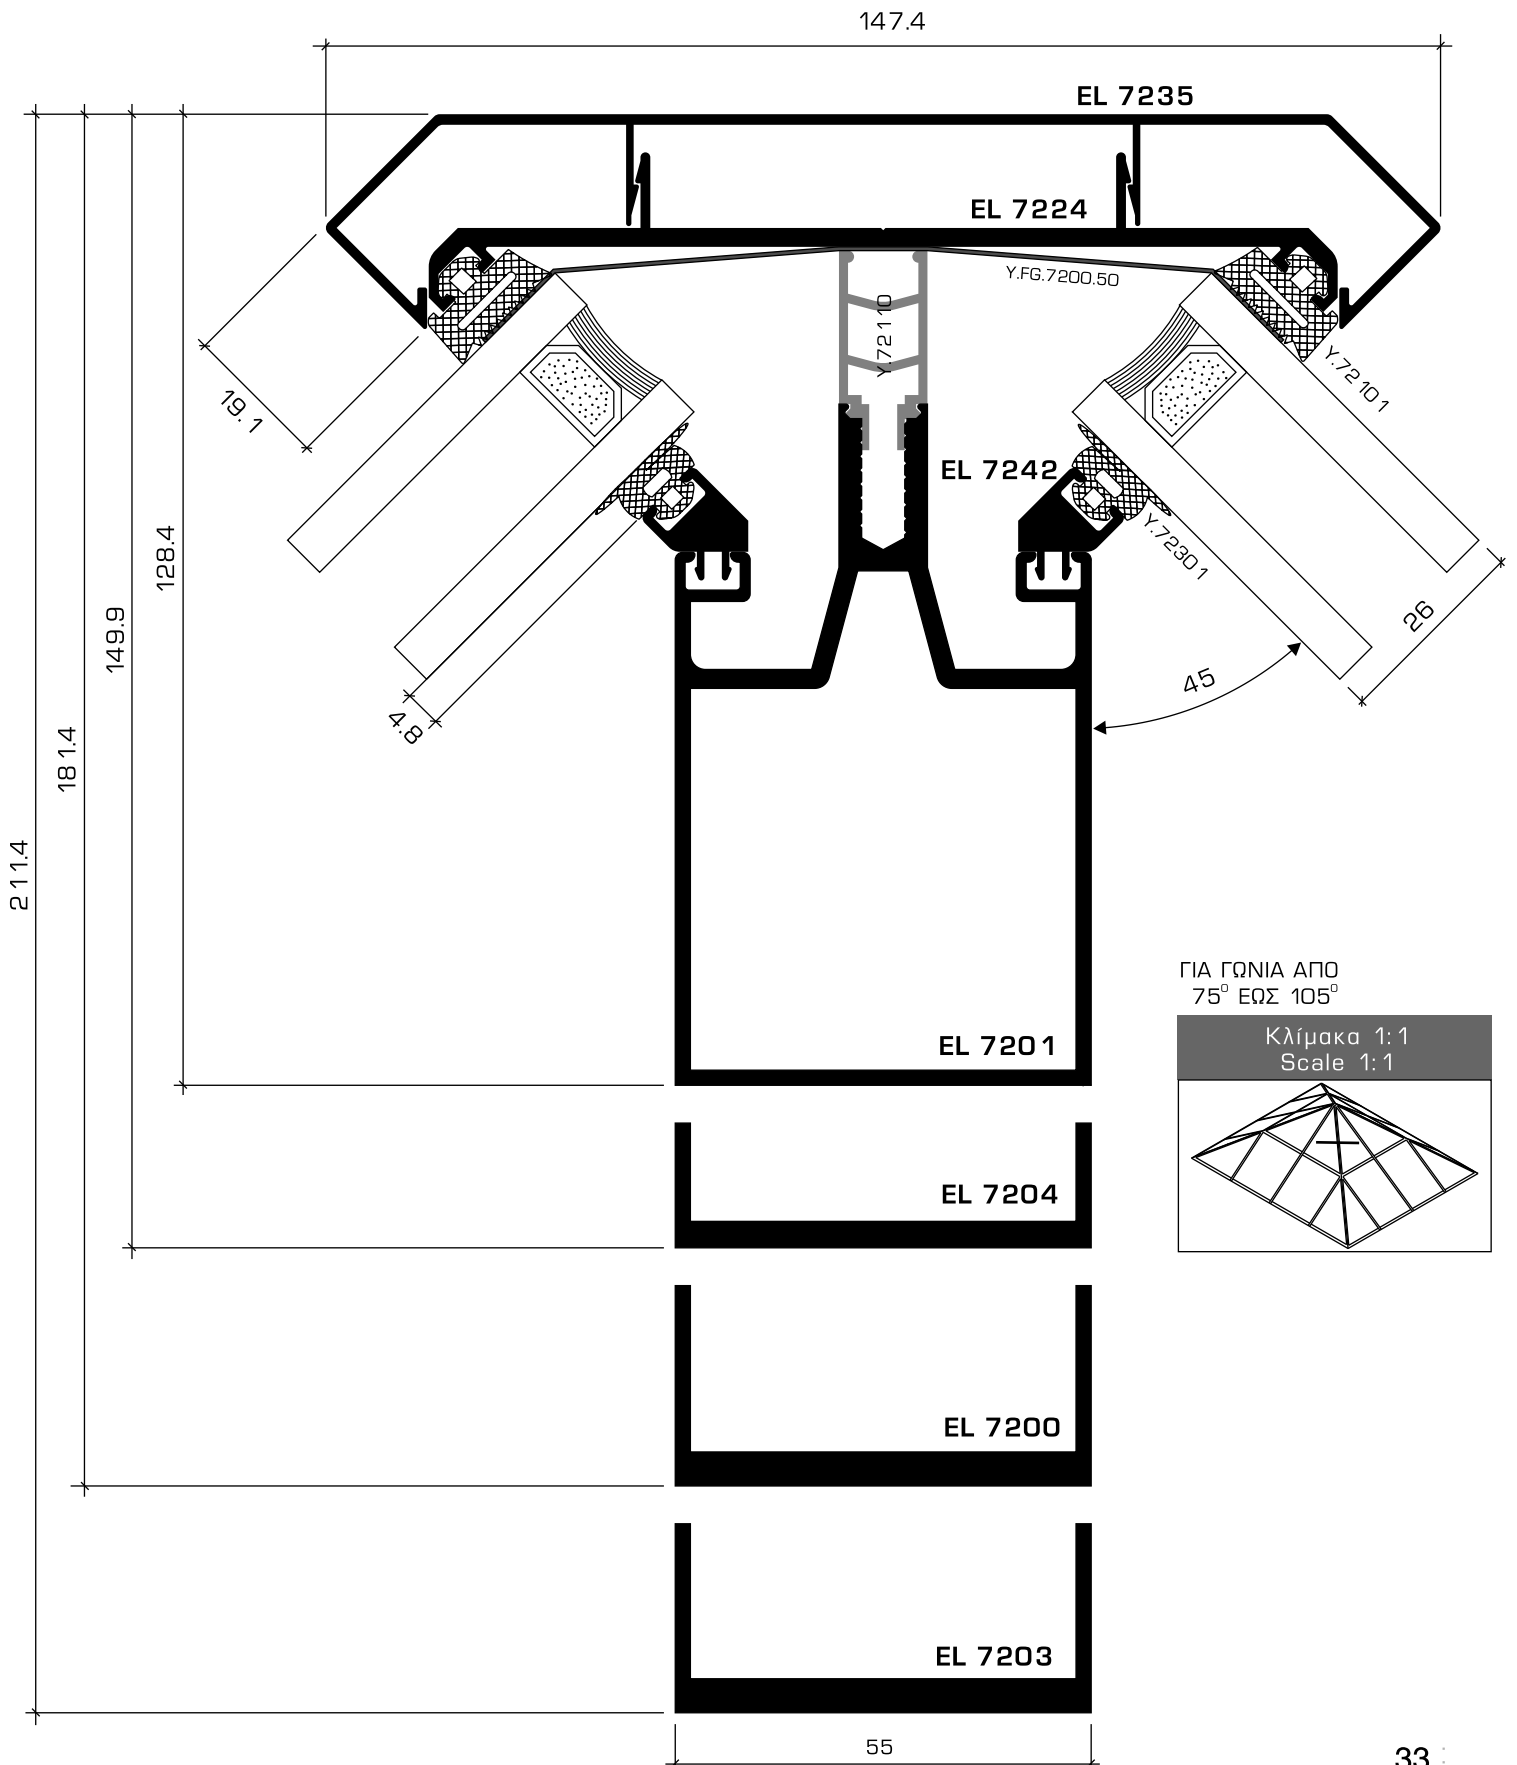 147.4
EL 7235
EL 7224
Y.FG.7200.50
Y.72110
Y.72101
19.1
EL 7242
Y.72301
128.4
149.9
181.4
211.4
26
45
4.8
ΓΙΑ ΓΩΝΙΑ ΑΠΟ
75° ΕΩΣ 105°
Κλίμακα 1:1
Scale 1:1
EL 7201
EL 7204
EL 7200
EL 7203
55
33